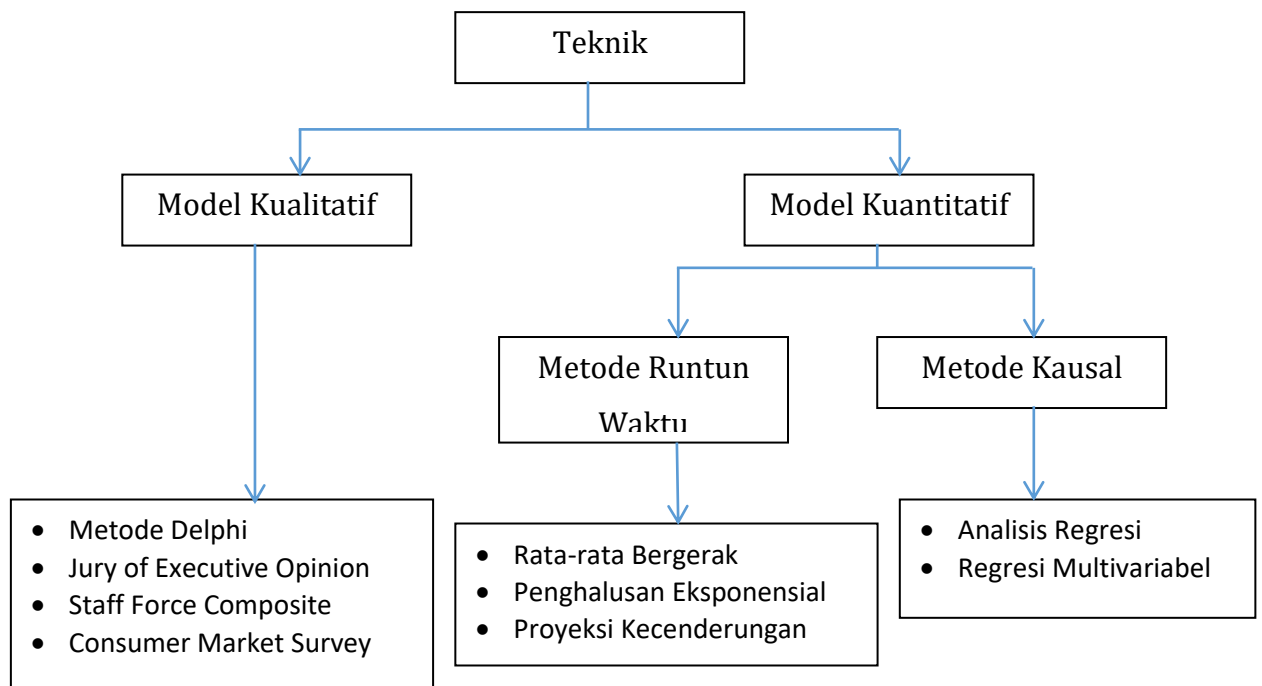 Teknik
Model Kualitatif
Model Kuantitatif
Metode Runtun
Waktu
Metode Kausal
• Metode Delphi
• Jury of Executive Opinion
• Staff Force Composite
• Consumer Market Survey
• Rata-rata Bergerak
• Penghalusan Eksponensial
• Proyeksi Kecenderungan
• Analisis Regresi
• Regresi Multivariabel